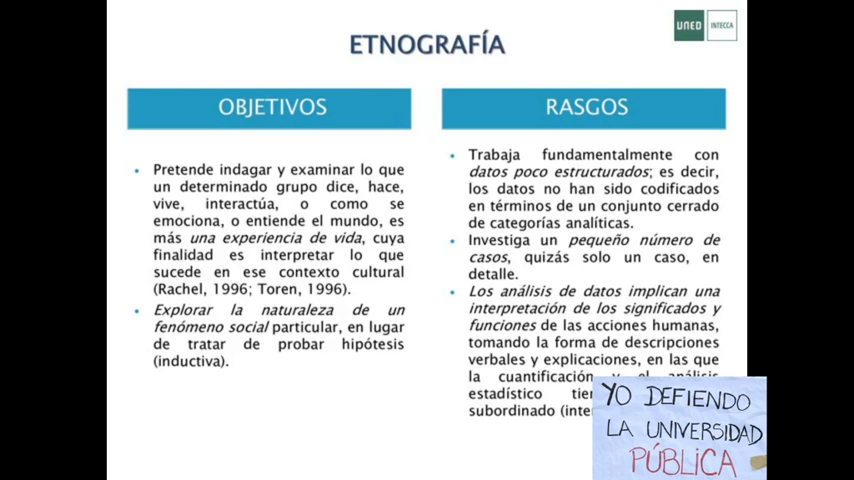 UNED
INTECCA
ETNOGRAFÍA
OBJETIVOS
• Pretende indagar y examinar lo que
un determinado grupo dice, hace,
vive, interactúa, o como se
emociona, o entiende el mundo, es
más una experiencia de vida, cuya
finalidad es interpretar lo que
sucede en ese contexto cultural
(Rachel, 1996; Toren, 1996).
• Explorar la naturaleza de un
fenómeno social particular, en lugar
de tratar de probar hipótesis
(inductiva).
RASGOS
• Trabaja fundamentalmente con
datos poco estructurados; es decir,
los datos no han sido codificados
en términos de un conjunto cerrado
de categorías analíticas.
• Investiga un pequeño número de
casos, quizás solo un caso, en
detalle.
• Los análisis de datos implican una
interpretación de los significados y
funciones de las acciones humanas,
tomando la forma de descripciones
verbales y explicaciones, en las que
la cuantificación y el análisis
estadístico
subordinado
YO DEFIENDO
LA UNIVERSIDAD
PÚBLICA